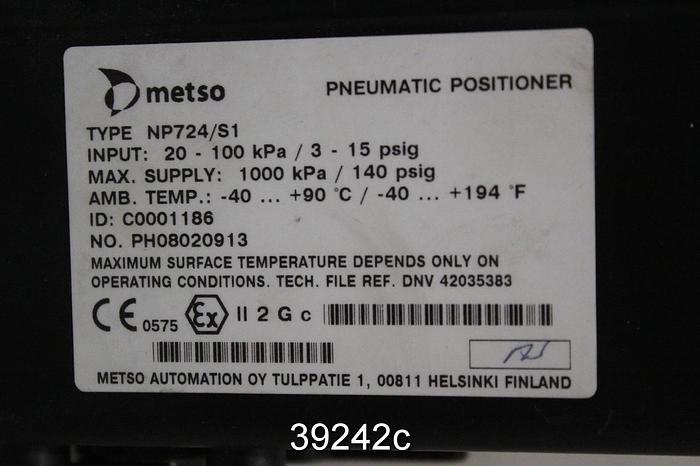 metso
PNEUMATIC POSITIONER
TYPE NP724/S1
INPUT: 20 - 100 kPa / 3 - 15 psig
MAX. SUPPLY: 1000 kPa / 140 psig
AMB. TEMP.: -40 ... +90 °C / -40 ... +194 °F
ID: C0001186
NO. PH08020913
MAXIMUM SURFACE TEMPERATURE DEPENDS ONLY ON
OPERATING CONDITIONS. TECH. FILE REF. DNV 42035383
CE 0575 Ex II 2 G c
METSO AUTOMATION OY TULPPATIE 1, 00811 HELSINKI FINLAND
39242c